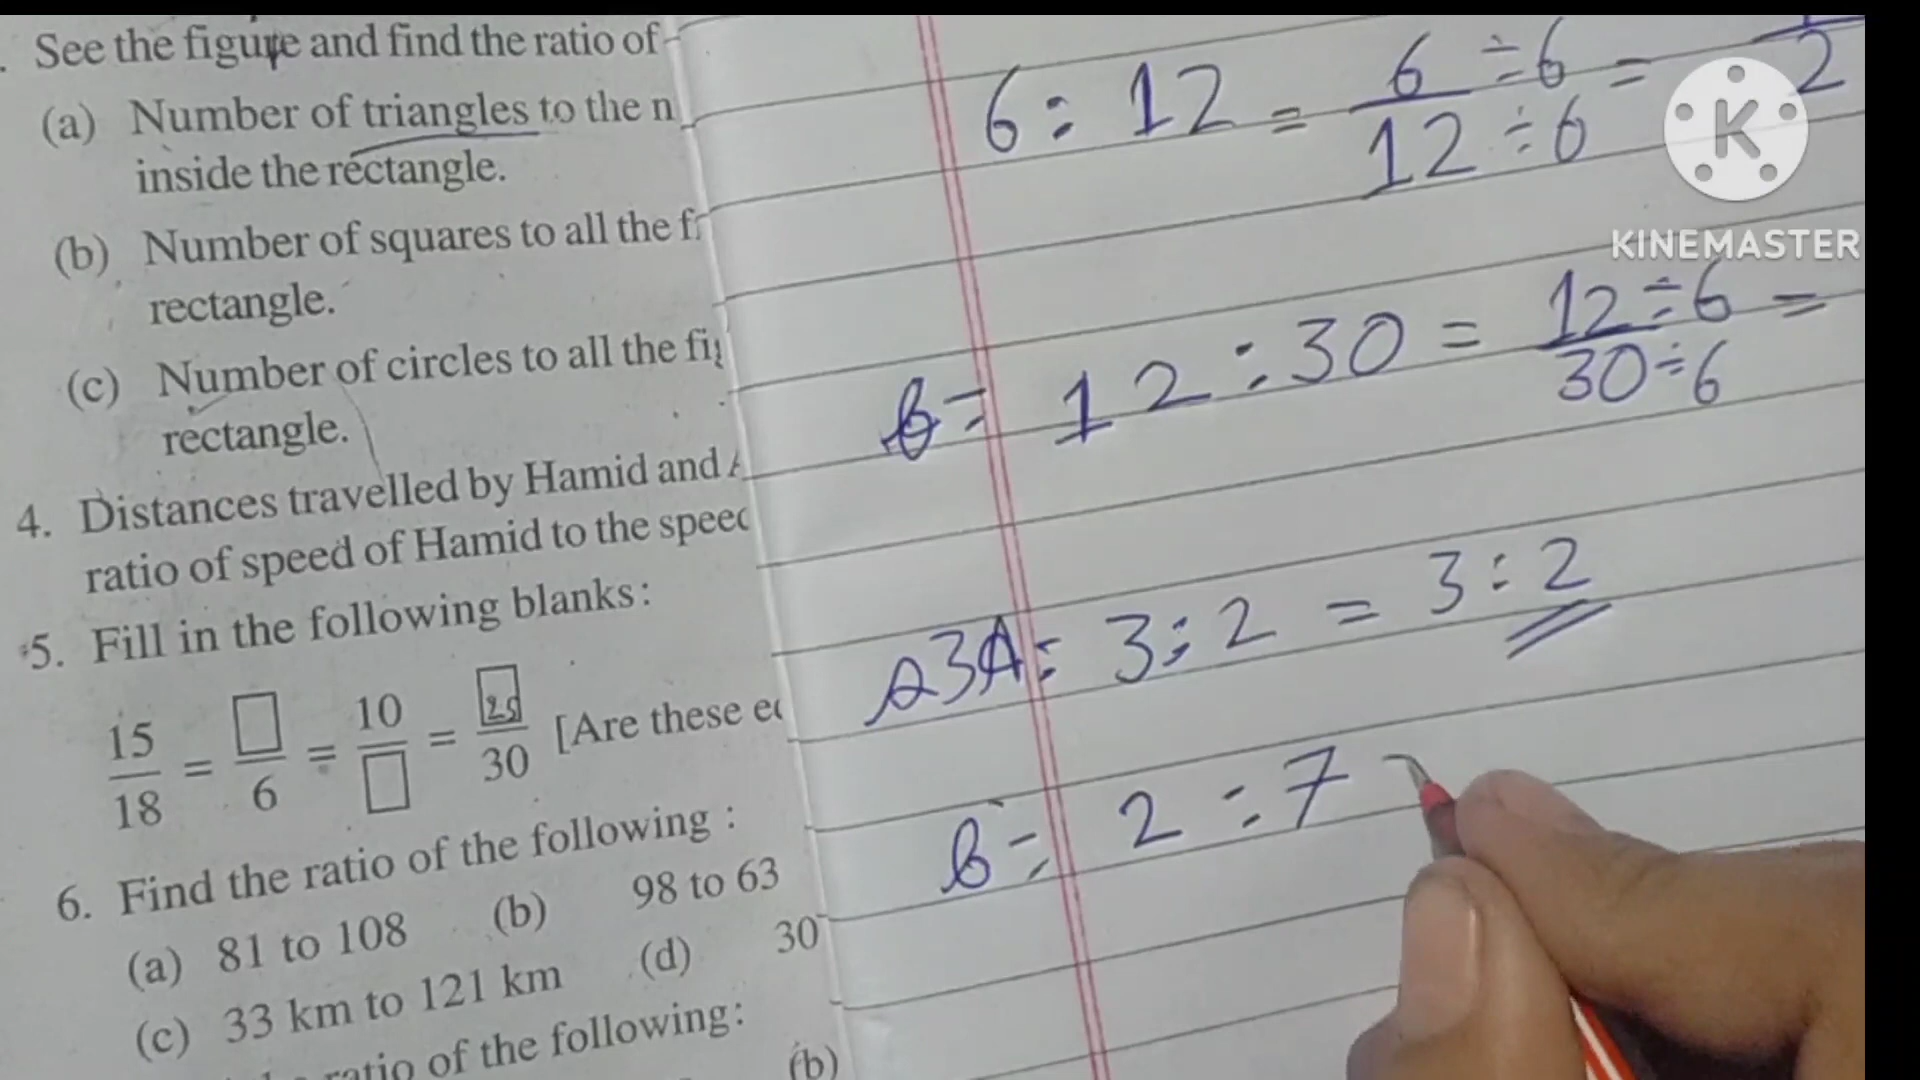 See the figure and find the ratio of
(a) Number of triangles to the
inside the rectangle.
(b) Number of squares to all the
rectangle.
(c) Number of circles to all the
rectangle.
4. Distances travelled by Hamid and
ratio of speed of Hamid to the
5. Fill in the following blanks:
15/18 = □/6 = 10/□ = 25/30 [Are these
6. Find the ratio of the following :
(a) 81 to 108 (b) 98 to 63
(c) 33 km to 121 km (d) 30
ratio of the following:
(b)
6 : 12 = 6 ÷ 6 / 12 ÷ 6 = 1/2
b = 12 : 30 = 12 ÷ 6 / 30 ÷ 6 =
Q3A = 3 : 2 = 3 : 2
b = 2 : 7
K
KINEMASTER